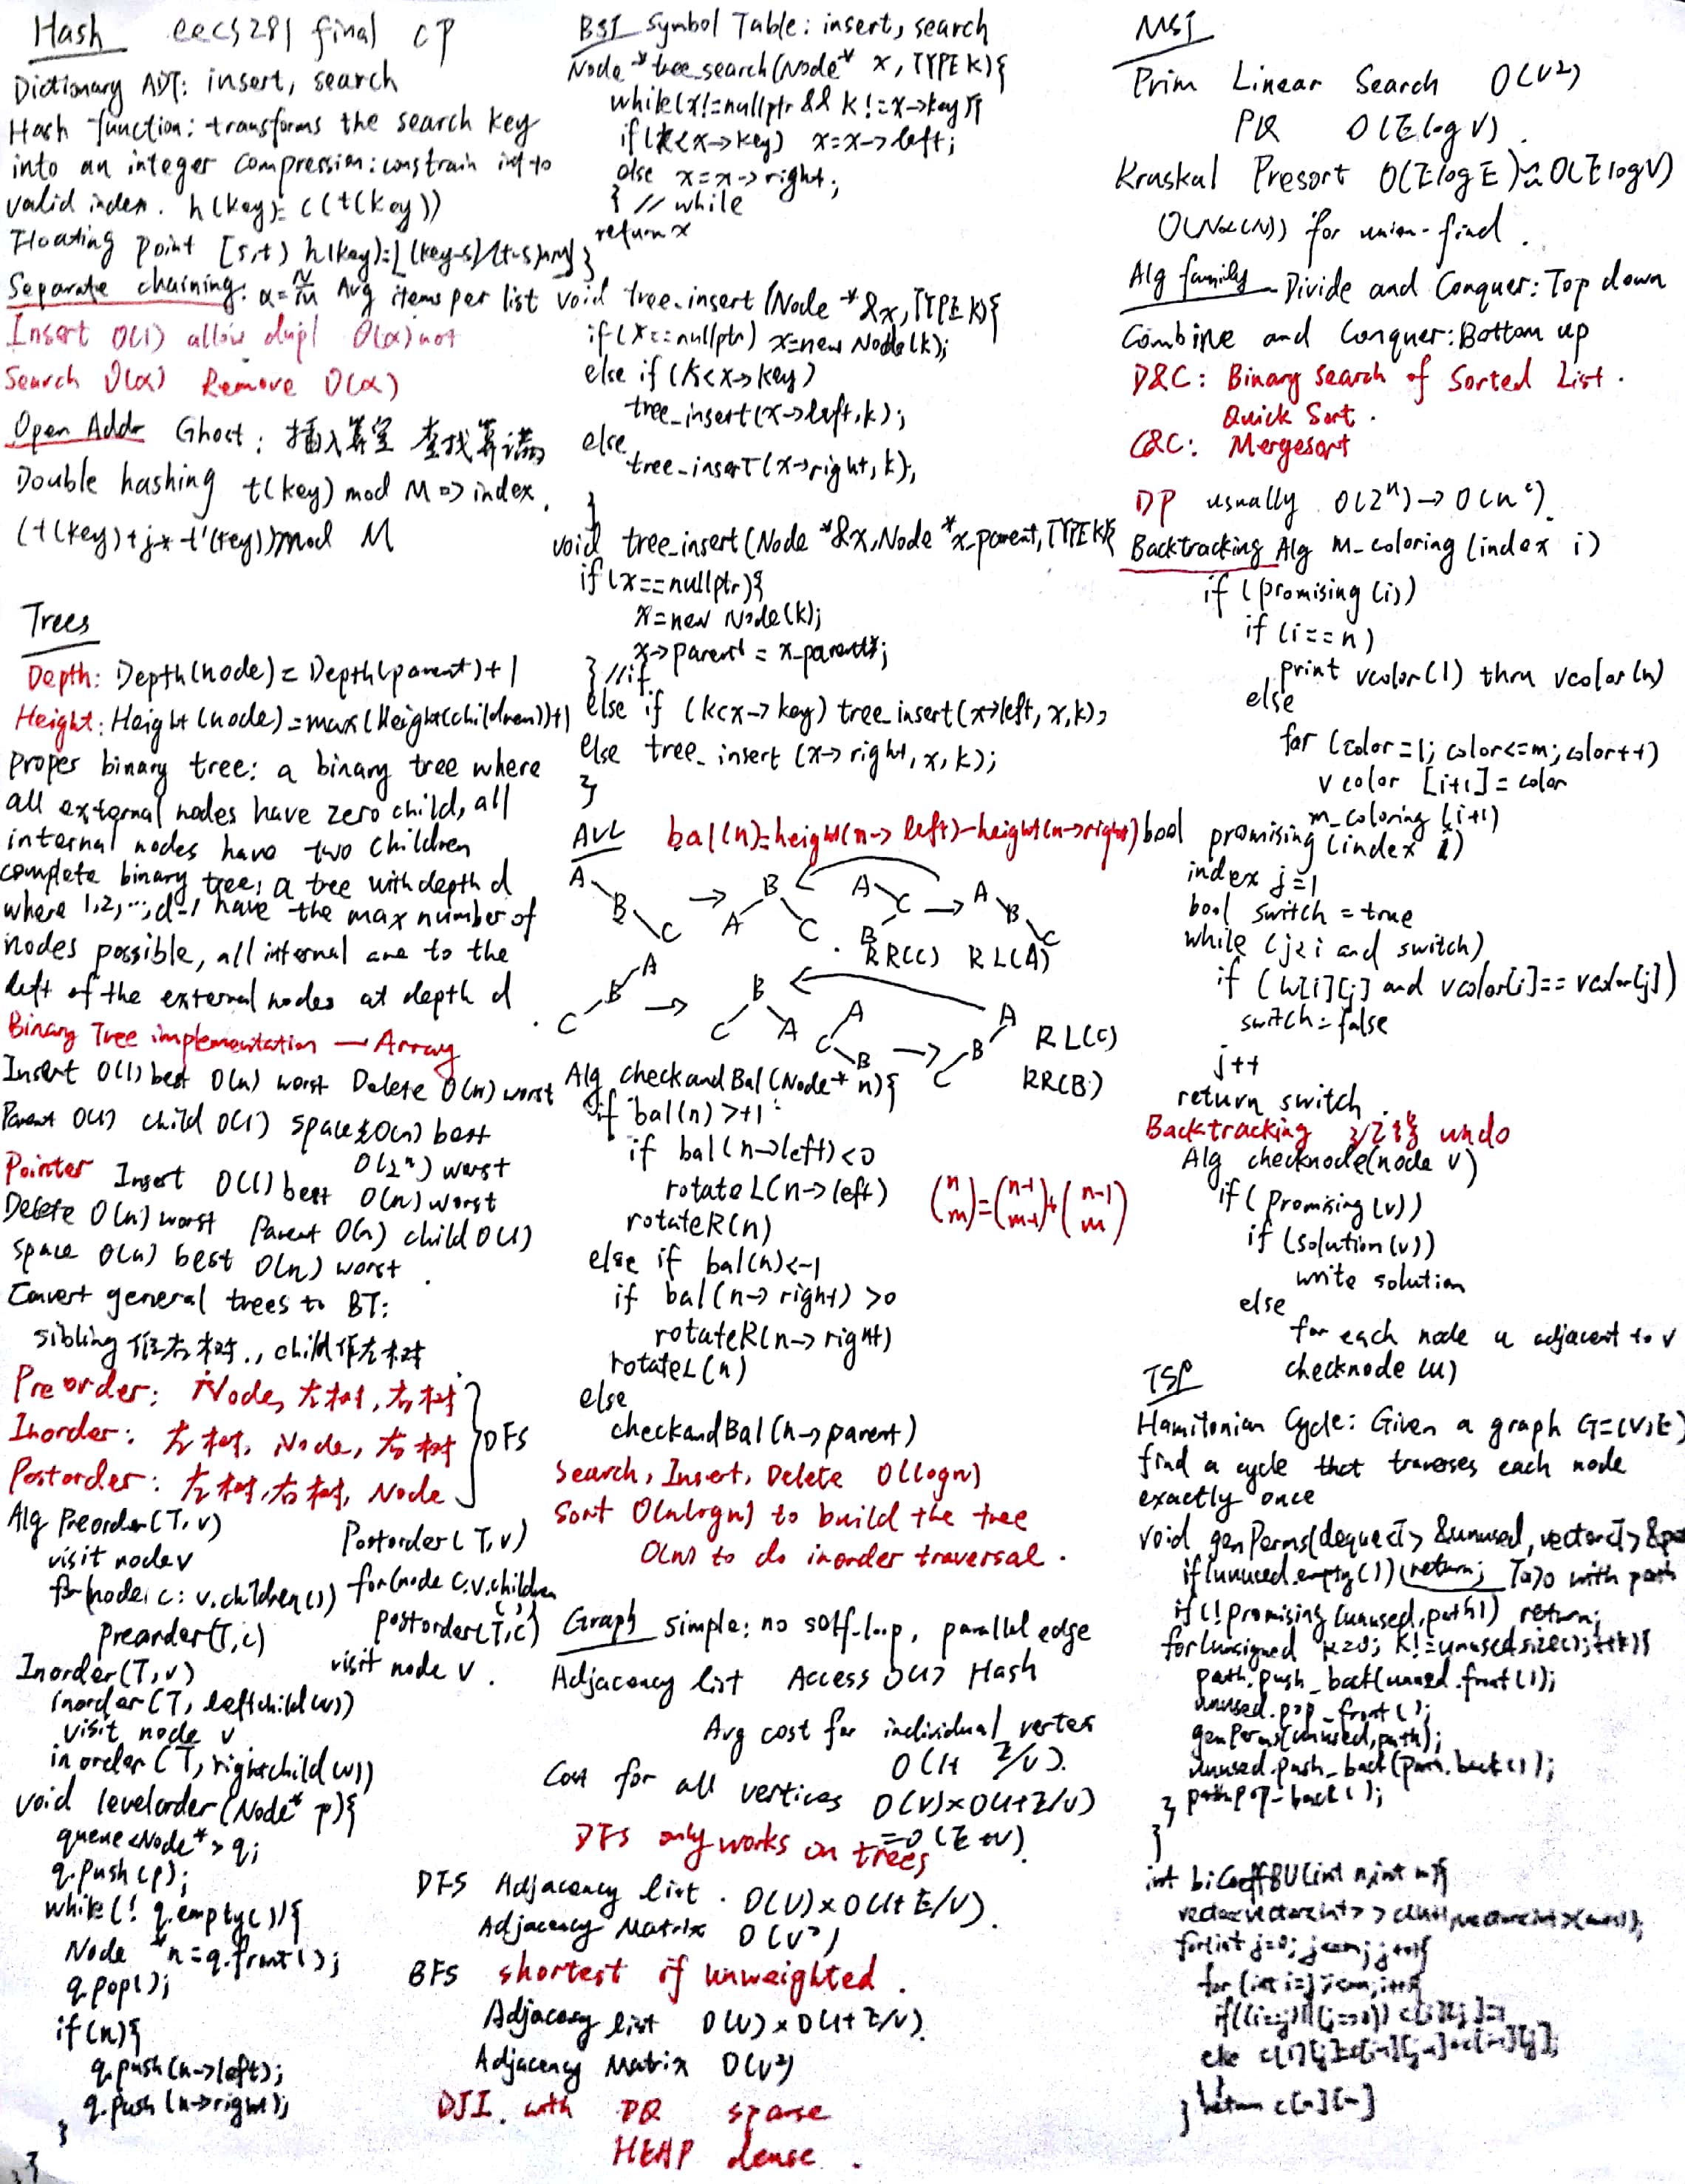 Hash eecs281 final cp
Dictionary ADT: insert, search
Hash function: transforms the search key
into an integer compression: constrain int to
valid index. h(key)= c(t(key))
Floating point [s,t) h(key)=⌊(key-s)/(t-s)*M⌋
Separate chaining: α=N/M Avg items per list
Insert O(1) allow dupl O(α) not
Search O(α) Remove O(α)
Open Addr Ghost: 插入算空 查找算满
Double hashing t(key) mod M => index.
(t(key)+j* t'(key)) mod M
Trees
Depth: Depth(node) = Depth(parent)+1
Height: Height(node)=max(Height(children))+1
proper binary tree: a binary tree where
all external nodes have zero child, all
internal nodes have two children
complete binary tree: a tree with depth d
where 1,2,...,d-1 have the max number of
nodes possible, all internal are to the
left of the external nodes at depth d
Binary Tree implementation — Array
Insert O(1) best O(n) worst Delete O(n) worst
Parent O(1) child O(1) space O(n) best
O(2^n) worst
Pointer Insert O(1) best O(n) worst
Delete O(n) worst Parent O(n) child O(1)
space O(n) best O(n) worst.
Convert general trees to BT:
sibling 作右树., child作左树
Preorder: Node, 左树, 右树
Inorder: 左树, Node, 右树
Postorder: 左树, 右树, Node
DFS
Alg Preorder(T, v)
visit node v
for(node c: v.children())
preorder(T,c)
Postorder(T,v)
for(node c:v.children
())
postorder(T,c)
visit node v.
Inorder(T,v)
inorder(T, leftchild(v))
visit node v
inorder(T, rightchild(v))
void levelorder(Node* p){
queue<Node*> q;
q.push(p);
while(! q.empty()){
Node *n=q.front();
q.pop();
if(n){
q.push(n->left);
q.push(n->right);
}
}}
BST Symbol Table: insert, search
Node *tree_search(Node* x, TYPE k){
while(x!=nullptr && k!=x->key){
if(k<x->key) x=x->left;
else x=x->right;
} // while
return x
}
void tree_insert(Node *&x, TYPE k){
if(x==nullptr) x=new Node(k);
else if(k<x->key)
tree_insert(x->left,k);
else
tree_insert(x->right,k);
}
void tree_insert(Node *&x,Node *x_parent,TYPE k){
if(x==nullptr){
x=new Node(k);
x->parent = x_parent;
} //if
else if (k<x->key) tree_insert(x->left, x,k);
else tree_insert(x->right, x, k);
}
AVL bal(n)=height(n->left)-height(n->right)
A B C → B A C
A C B → A B C
RR(C) RL(A)
A B C → B C A
A C B → A B C
RL(C)
RR(B)
Alg checkandBal(Node* n){
if bal(n) >+1
if bal(n->left)<0
rotateL(n->left)
rotateR(n)
else if bal(n)<-1
if bal(n->right) >0
rotateR(n->right)
rotateL(n)
else
checkandBal(n->parent)
(n m)=(n-1 m-1)+(n-1 m)
Search, Insert, Delete O(logn)
Sort O(nlogn) to build the tree
O(n) to do inorder traversal.
Graph simple: no self-loop, parallel edge
Adjacency list Access O(1) Hash
Avg cost for individual vertex
O(1+ E/V).
Cost for all vertices O(V)×O(1+E/V)
=O(E+V).
DFS only works on trees
DFS Adjacency list. O(V)×O(1+E/V).
Adjacency Matrix O(V²)
BFS shortest if unweighted.
Adjacency list O(V)×O(1+E/V).
Adjacency Matrix O(V²)
DJI. with PQ sparse
HEAP dense.
MST
Prim Linear Search O(V²)
PQ O(ElogV).
Kruskal Presort O(ElogE)≈O(ElogV)
O(Nα(N)) for union-find.
Alg family Divide and Conquer: Top down
Combine and Conquer: Bottom up
D&C: Binary search of Sorted List.
Quick Sort.
C&C: Mergesort
DP usually O(2^n)→O(n^c).
Backtracking Alg m_coloring(index i)
if (promising(i))
if (i==n)
print vcolor(1) thru vcolor(n)
else
for (color=1; color<=m; color++)
vcolor [i+1]=color
m_coloring(i+1)
bool promising(index i)
index j=1
bool switch = true
while (j<i and switch)
if (W[i][j] and vcolor[i]==vcolor[j])
switch=false
j++
return switch.
Backtracking undo
Alg checknode(node v)
if(promising(v))
if(solution(v))
write solution
else
for each node u adjacent to v
checknode(u)
TSP
Hamitonian Cycle: Given a graph G=(V,E)
find a cycle that traverses each node
exactly once
void genPerms(deque<T> &unused, vector<T> &pa
if(unused.empty()) {return; with path
if(!promising(unused,path)) return;
for(unsigned k=0; k!=unused.size();++k){
path.push_back(unused.front());
unused.pop_front();
genPerms(unused,path);
unused.push_back(path.back());
path.pop_back();
}
}
int biCoeffBU(int n,int m){
for(int j=0; j<=m; j++){
for(int i=j; i<=n; i++){
if((i==j)||(j==0)) c[i][j]=1
else c[i][j]=c[i-1][j-1]+c[i-1][j];
}} return c[n][m]